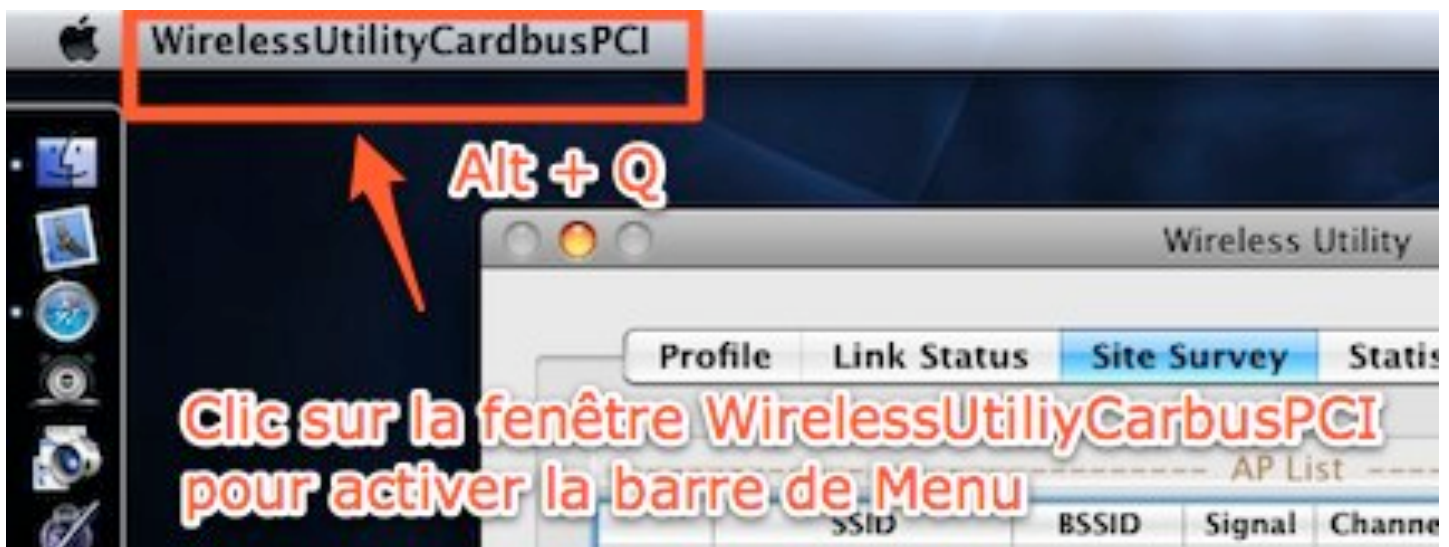 WirelessUtilityCardbusPCI
Alt + Q
Wireless Utility
Profile Link Status Site Survey Statis
Clic sur la fenêtre WirelessUtiliyCarbusPCI
pour activer la barre de Menu
AP List
SSID BSSID Signal Channe